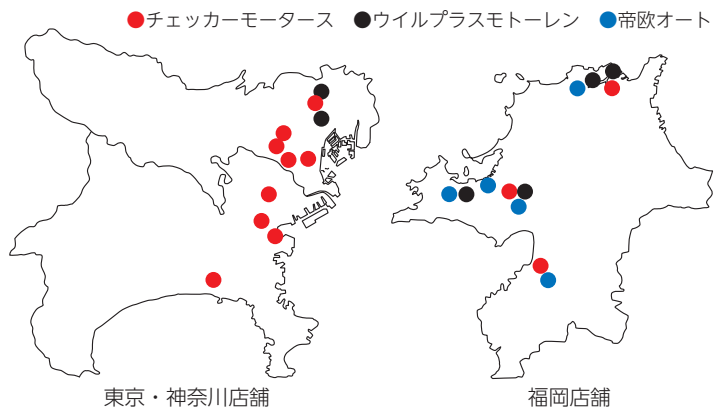 ●チェッカーモータース ●ウイルプラスモトーレン ●帝欧オート
東京・神奈川店舗
福岡店舗